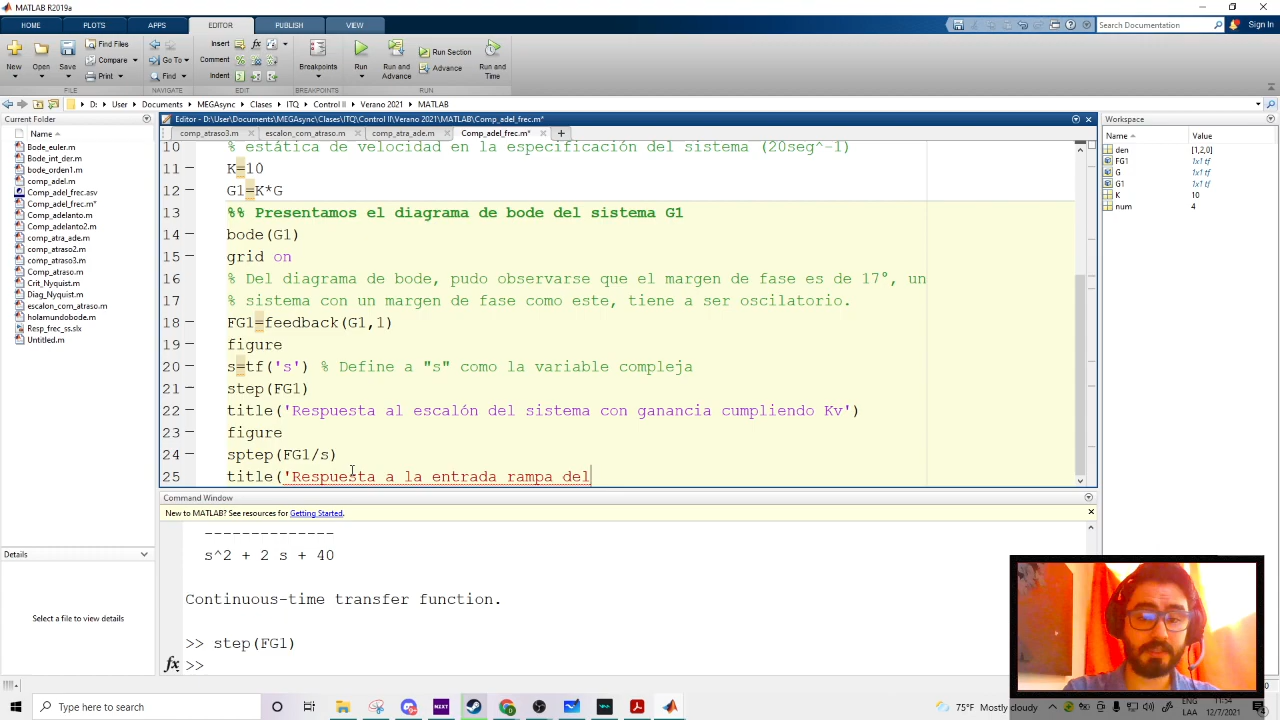 MATLAB R2019a
HOME PLOTS APPS EDITOR PUBLISH VIEW Search Documentation Sign In
New Open Save Find Files Compare Print Insert Comment Indent fx Go To Find Breakpoints Run Run and Advance Run Section Advance Run and Time
FILE NAVIGATE EDIT BREAKPOINTS RUN
D: User Documents MEGAsync Clases ITQ Control II Verano 2021 MATLAB
Current Folder
Name
Bode_euler.m
Bode_int_der.m
bode_orden1.m
comp_adel.m
Comp_adel_frec.asv
Comp_adel_frec.m*
Comp_adelanto.m
Comp_adelanto2.m
comp_atra_ade.m
comp_atraso2.m
comp_atraso3.m
Comp_atraso.m
Crit_Nyquist.m
Diag_Nyquist.m
escalon_com_atraso.m
holamundobode.m
Resp_frec_ss.slx
Untitled.m
Details
Select a file to view details
Editor - D:\User\Documents\MEGAsync\Clases\ITQ\Control II\Verano 2021\MATLAB\Comp_adel_frec.m*
comp_atraso3.m escalon_com_atraso.m comp_atra_ade.m Comp_adel_frec.m*
10 % estática de velocidad en la especificación del sistema (20seg^-1)
11 K=10
12 G1=K*G
13 %% Presentamos el diagrama de bode del sistema G1
14 bode(G1)
15 grid on
16 % Del diagrama de bode, pudo observarse que el margen de fase es de 17°, un
17 % sistema con un margen de fase como este, tiene a ser oscilatorio.
18 FG1=feedback(G1,1)
19 figure
20 s=tf('s') % Define a "s" como la variable compleja
21 step(FG1)
22 title('Respuesta al escalón del sistema con ganancia cumpliendo Kv')
23 figure
24 sptep(FG1/s)
25 title('Respuesta a la entrada rampa del
Command Window
New to MATLAB? See resources for Getting Started.
--------------
s^2 + 2 s + 40
Continuous-time transfer function.
>> step(FG1)
fx >>
Workspace
Name Value
den [1,2,0]
FG1 1x1 tf
G 1x1 tf
G1 1x1 tf
K 10
num 4
Type here to search
NZXT
75°F Mostly cloudy
ENG
LAA
11:54
12/7/2021